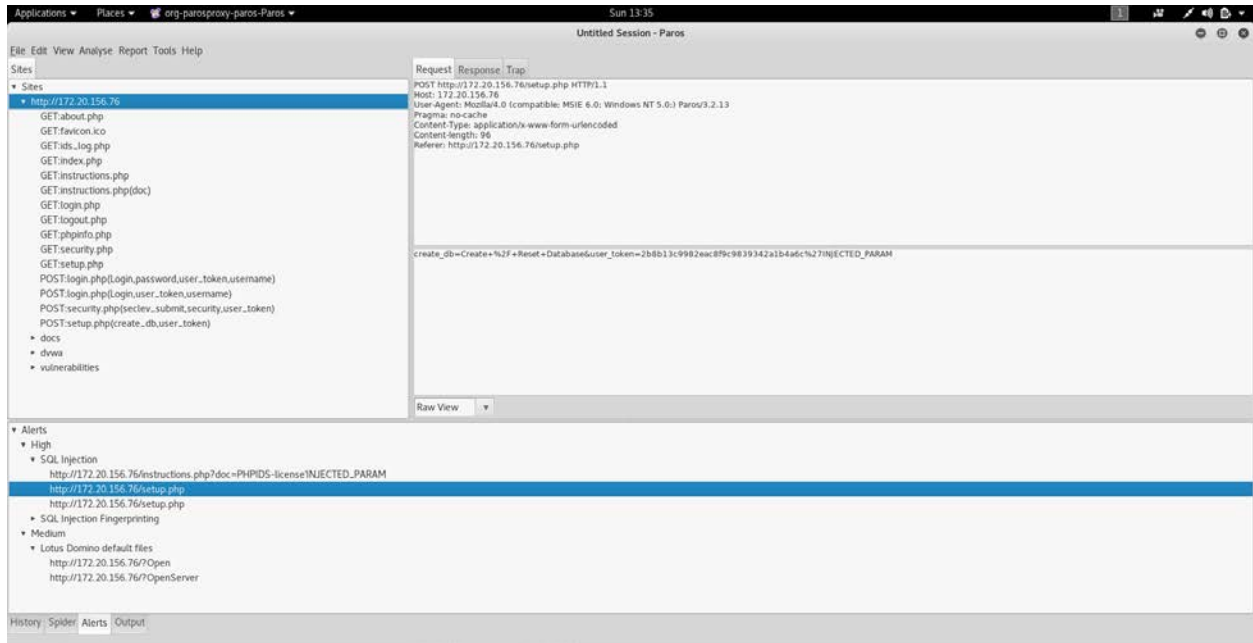 Applications Places org-parosproxy-paros-Paros Sun 13:35 1
Untitled Session - Paros
File Edit View Analyse Report Tools Help
Sites
Sites
http://172.20.156.76
GET:about.php
GET:favicon.ico
GET:ids_log.php
GET:index.php
GET:instructions.php
GET:instructions.php(doc)
GET:login.php
GET:logout.php
GET:phpinfo.php
GET:security.php
GET:setup.php
POST:login.php(Login,password,user_token,username)
POST:login.php(Login,user_token,username)
POST:security.php(seclev_submit,security,user_token)
POST:setup.php(create_db,user_token)
docs
dvwa
vulnerabilities
Request Response Trap
POST http://172.20.156.76/setup.php HTTP/1.1
Host: 172.20.156.76
User-Agent: Mozilla/4.0 (compatible; MSIE 6.0; Windows NT 5.0;) Paros/3.2.13
Pragma: no-cache
Content-Type: application/x-www-form-urlencoded
Content-length: 96
Referer: http://172.20.156.76/setup.php
create_db=Create+%2F+Reset+Database&user_token=2b8b13c9982eac8f9c9839342a1b4a6c%27INJECTED_PARAM
Raw View
Alerts
High
SQL Injection
http://172.20.156.76/instructions.php?doc=PHPIDS-license'INJECTED_PARAM
http://172.20.156.76/setup.php
http://172.20.156.76/setup.php
SQL Injection Fingerprinting
Medium
Lotus Domino default files
http://172.20.156.76/?Open
http://172.20.156.76/?OpenServer
History Spider Alerts Output